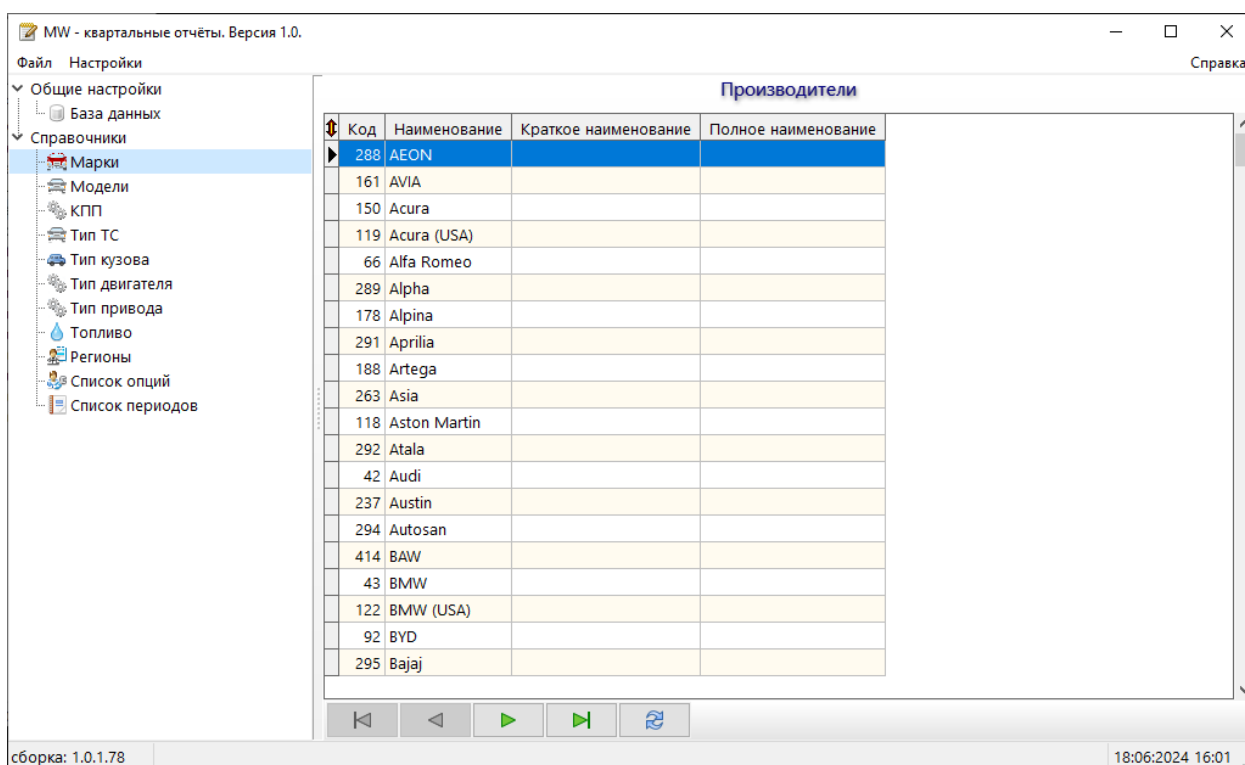 MW - квартальные отчёты. Версия 1.0.
Файл Настройки Справка
Общие настройки
База данных
Справочники
Марки
Модели
КПП
Тип ТС
Тип кузова
Тип двигателя
Тип привода
Топливо
Регионы
Список опций
Список периодов
Производители
Код Наименование Краткое наименование Полное наименование
288 AEON
161 AVIA
150 Acura
119 Acura (USA)
66 Alfa Romeo
289 Alpha
178 Alpina
291 Aprilia
188 Artega
263 Asia
118 Aston Martin
292 Atala
42 Audi
237 Austin
294 Autosan
414 BAW
43 BMW
122 BMW (USA)
92 BYD
295 Bajaj
сборка: 1.0.1.78 18:06:2024 16:01